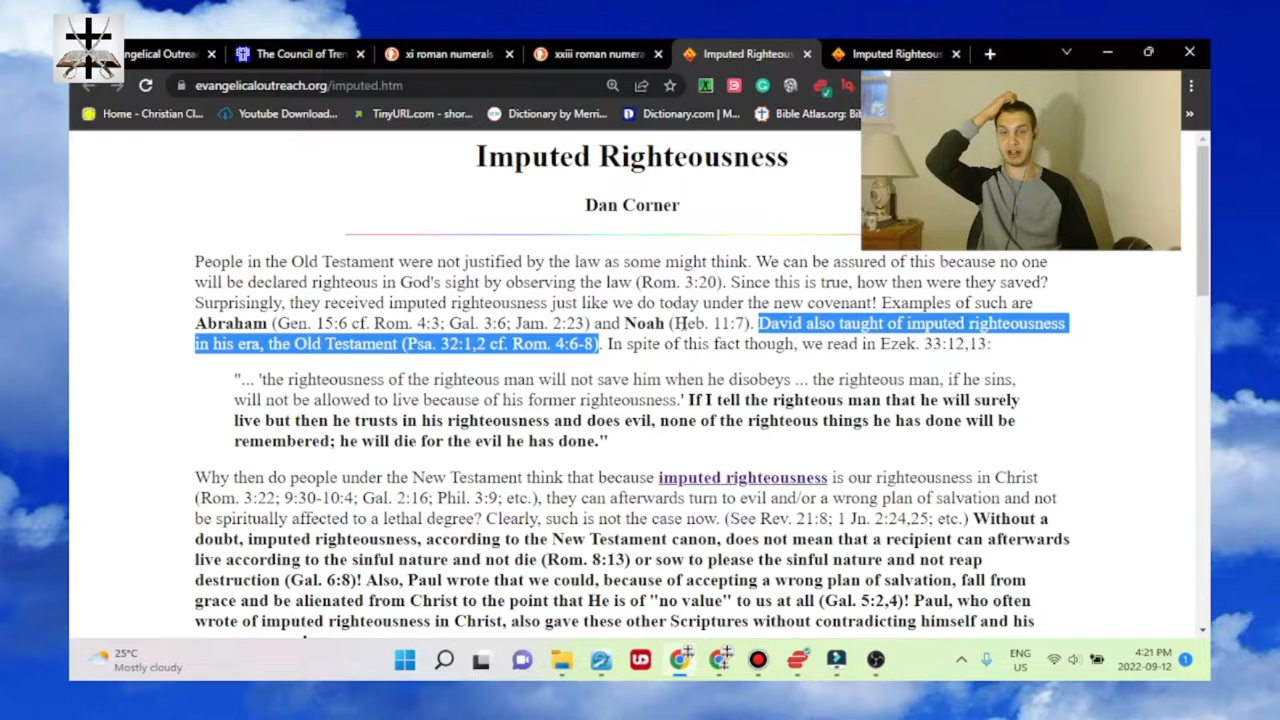 angelical Outrea
The Council of Tren
xi roman numerals
xxiii roman numera
Imputed Righteous
Imputed Righteous
evangelicaloutreach.org/imputed.htm
Home - Christian Cl...
Youtube Download...
TinyURL.com - shor...
Dictionary by Merri...
Dictionary.com | M...
Bible Atlas.org: Bib
Imputed Righteousness
Dan Corner
People in the Old Testament were not justified by the law as some might think. We can be assured of this because no one
will be declared righteous in God's sight by observing the law (Rom. 3:20). Since this is true, how then were they saved?
Surprisingly, they received imputed righteousness just like we do today under the new covenant! Examples of such are
Abraham (Gen. 15:6 cf. Rom. 4:3; Gal. 3:6; Jam. 2:23) and Noah (Heb. 11:7). David also taught of imputed righteousness
in his era, the Old Testament (Psa. 32:1,2 cf. Rom. 4:6-8). In spite of this fact though, we read in Ezek. 33:12,13:
"... 'the righteousness of the righteous man will not save him when he disobeys ... the righteous man, if he sins,
will not be allowed to live because of his former righteousness.' If I tell the righteous man that he will surely
live but then he trusts in his righteousness and does evil, none of the righteous things he has done will be
remembered; he will die for the evil he has done."
Why then do people under the New Testament think that because imputed righteousness is our righteousness in Christ
(Rom. 3:22; 9:30-10:4; Gal. 2:16; Phil. 3:9; etc.), they can afterwards turn to evil and/or a wrong plan of salvation and not
be spiritually affected to a lethal degree? Clearly, such is not the case now. (See Rev. 21:8; 1 Jn. 2:24,25; etc.) Without a
doubt, imputed righteousness, according to the New Testament canon, does not mean that a recipient can afterwards
live according to the sinful nature and not die (Rom. 8:13) or sow to please the sinful nature and not reap
destruction (Gal. 6:8)! Also, Paul wrote that we could, because of accepting a wrong plan of salvation, fall from
grace and be alienated from Christ to the point that He is of "no value" to us at all (Gal. 5:2,4)! Paul, who often
wrote of imputed righteousness in Christ, also gave these other Scriptures without contradicting himself and his
25°C
Mostly cloudy
UD
ENG
US
4:21 PM
2022-09-12
1